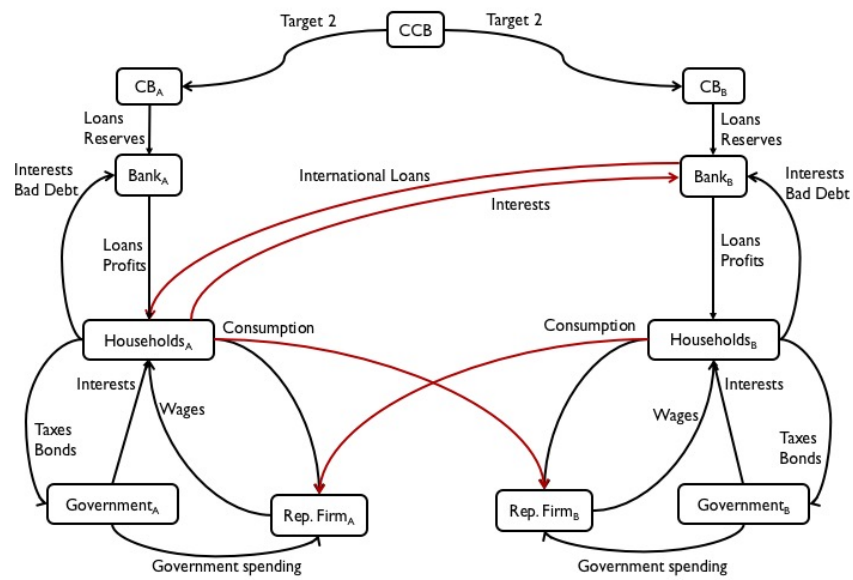 Target 2
CCB
Target 2
CB_A
CB_B
Loans
Reserves
Loans
Reserves
Interests
Bad Debt
Bank_A
International Loans
Bank_B
Interests
Bad Debt
Interests
Loans
Profits
Loans
Profits
Households_A
Consumption
Consumption
Households_B
Interests
Wages
Wages
Interests
Taxes
Bonds
Taxes
Bonds
Government_A
Rep. Firm_A
Rep. Firm_B
Government_B
Government spending
Government spending